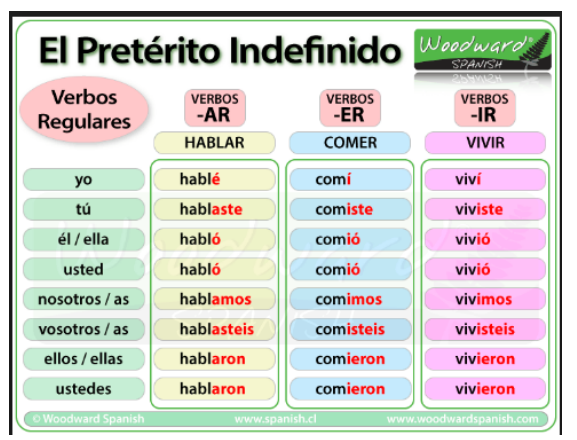 El Pretérito Indefinido
Woodward®
SPANISH
Verbos
Regulares
VERBOS
-AR
VERBOS
-ER
VERBOS
-IR
HABLAR COMER VIVIR
yo hablé comí viví
tú hablaste comiste viviste
él / ella habló comió vivió
usted habló comió vivió
nosotros / as hablamos comimos vivimos
vosotros / as hablasteis comisteis vivisteis
ellos / ellas hablaron comieron vivieron
ustedes hablaron comieron vivieron
Woodward
SPANISH
© Woodward Spanish www.spanish.cl www.woodwardspanish.com